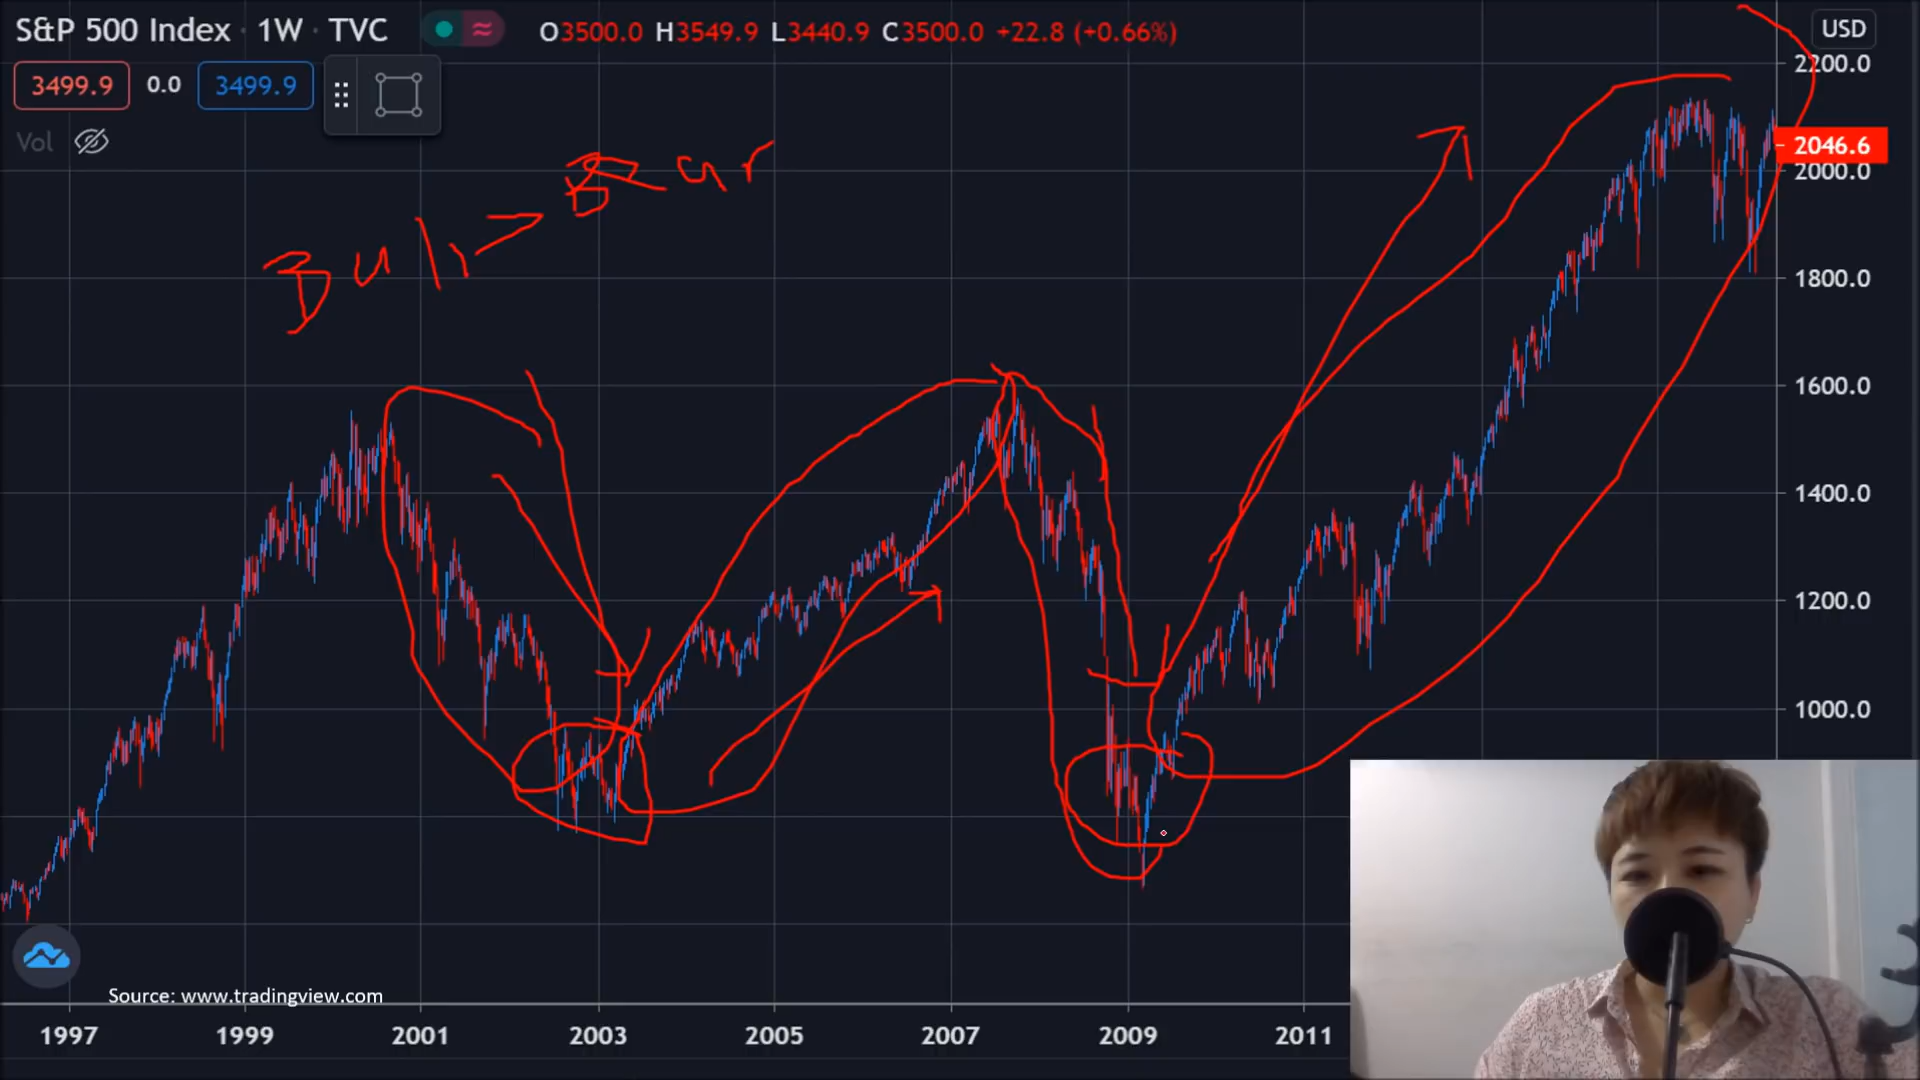 S&P 500 Index · 1W · TVC
O3500.0 H3549.9 L3440.9 C3500.0 +22.8 (+0.66%)
USD
3499.9 0.0 3499.9
Vol
Bull → Bear
2200.0
2046.6
2000.0
1800.0
1600.0
1400.0
1200.0
1000.0
Source: www.tradingview.com
1997 1999 2001 2003 2005 2007 2009 2011